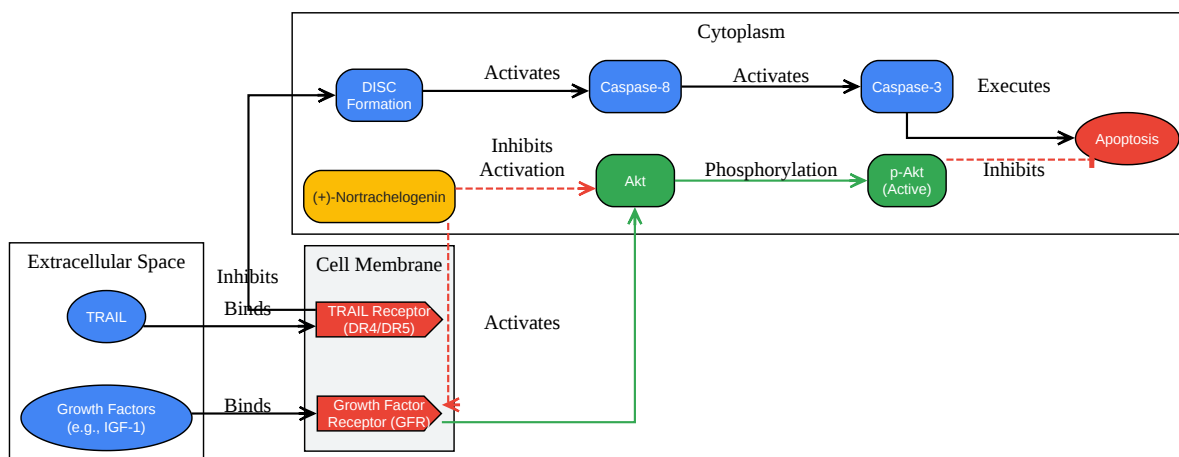 Cytoplasm
Activates
Activates
Executes
DISC
Formation
Caspase-8
Caspase-3
Apoptosis
Inhibits
Activation
Phosphorylation
Inhibits
(+)-Nortrachelogenin
Akt
p-Akt
(Active)
Extracellular Space
Inhibits
Cell Membrane
TRAIL
Binds
TRAIL Receptor
(DR4/DR5)
Activates
Growth Factors
(e.g., IGF-1)
Binds
Growth Factor
Receptor (GFR)